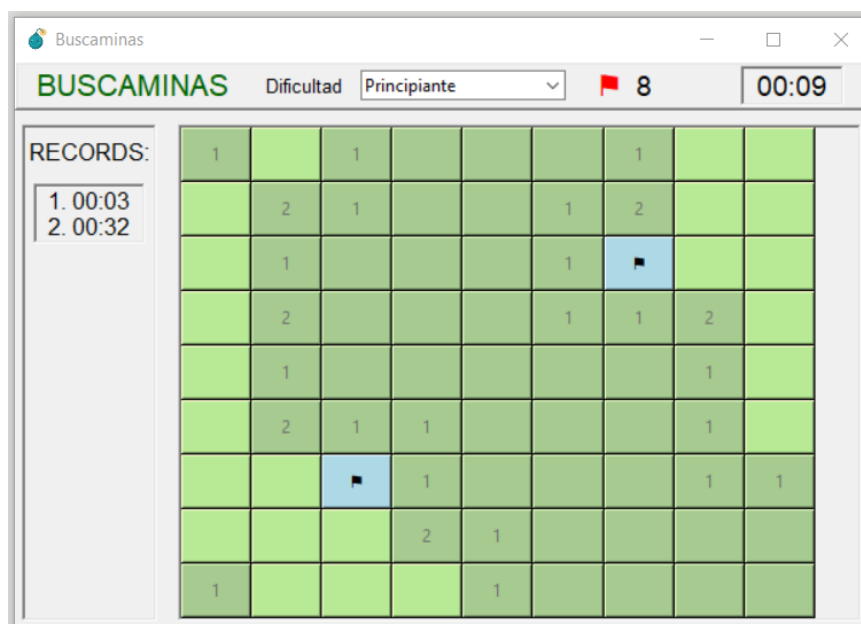 Buscaminas
BUSCAMINAS Dificultad Principiante 8 00:09
RECORDS:
1. 00:03
2. 00:32
1 1 1
2 1 1 2
1 1
2 1 1 2
1 1
2 1 1 1
1 1 1
2 1
1 1